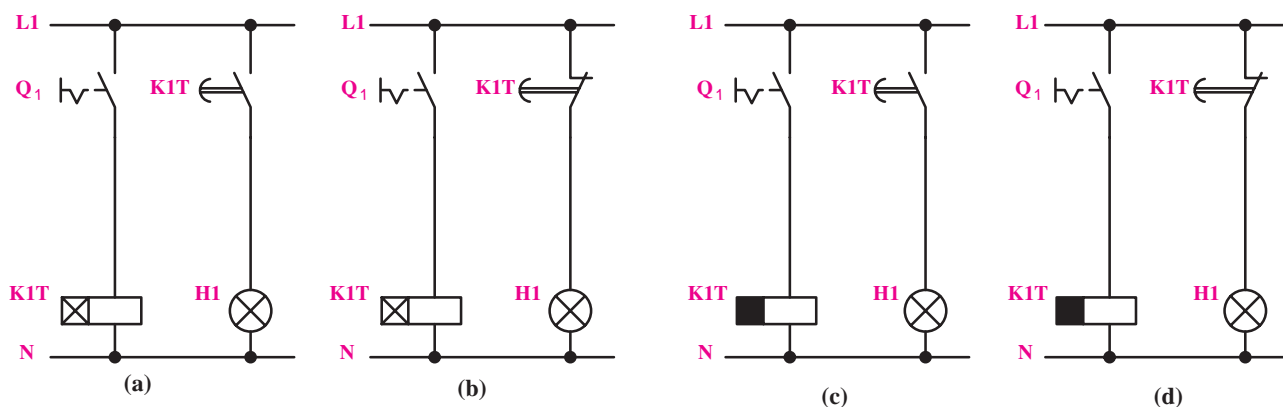 L1 L1 L1 L1
Q1 K1T Q1 K1T Q1 K1T Q1 K1T
K1T H1 K1T H1 K1T H1 K1T H1
N N N N
(a) (b) (c) (d)